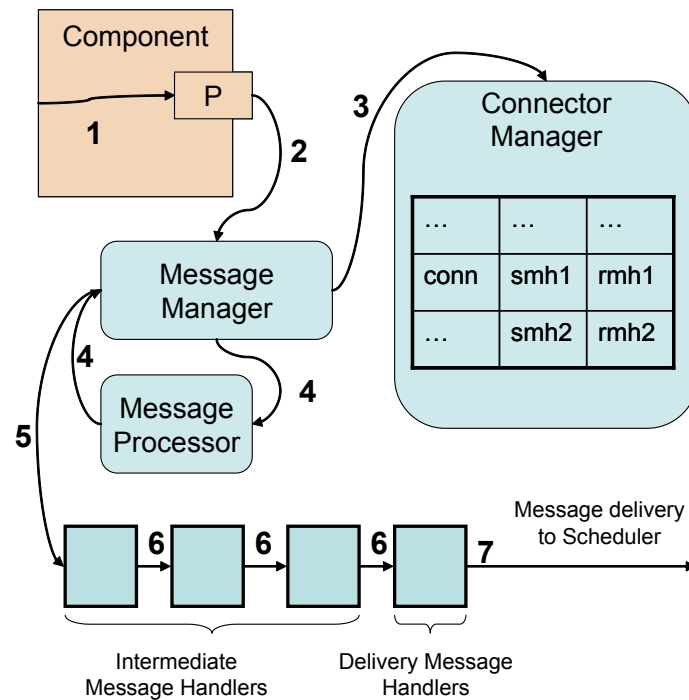 Component
P
1
2
3
Connector
Manager
… … …
conn smh1 rmh1
… smh2 rmh2
Message
Manager
4
4
Message
Processor
5
6 6 6 7
Message delivery
to Scheduler
Intermediate
Message Handlers
Delivery Message
Handlers